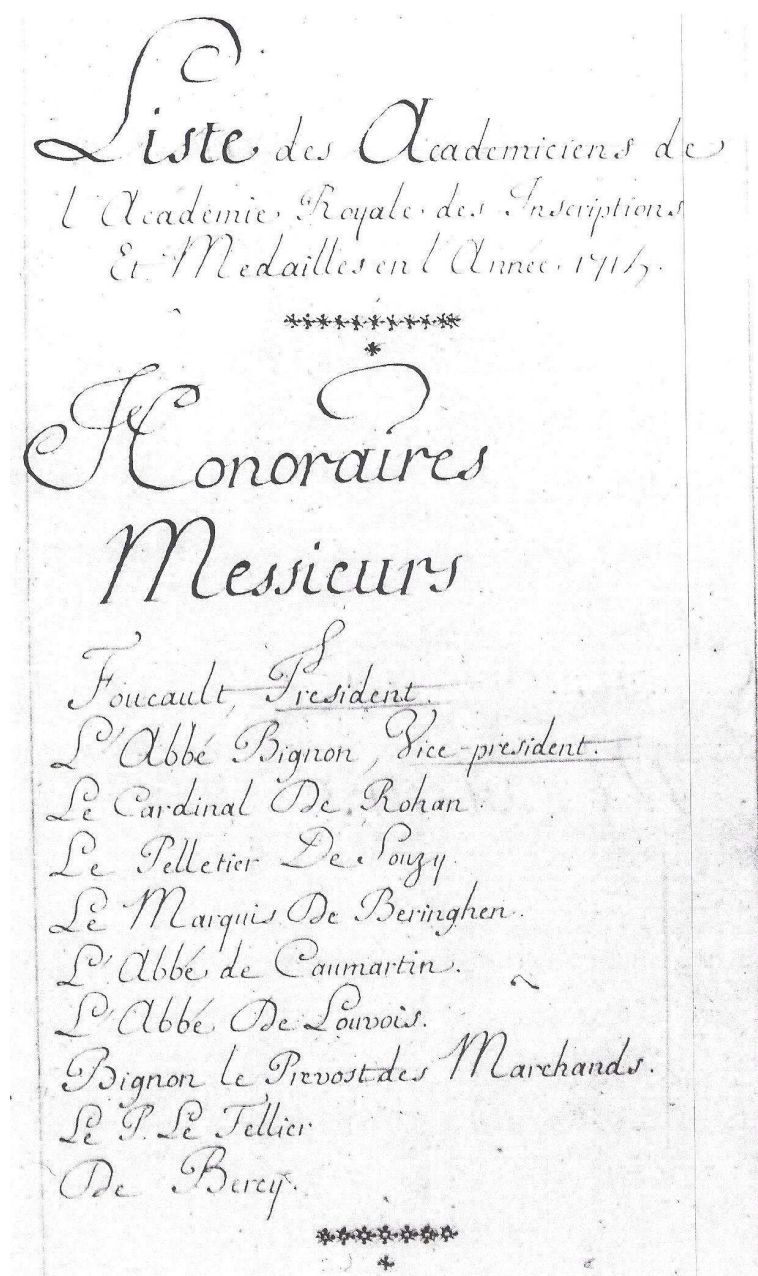 Liste des Academiciens de
l'Academie Royale des Inscriptions
Et Medailles en l'Année 1714.
Honoraires
Messieurs
Foucault, President.
L'Abbé Bignon, Vice-president.
Le Cardinal De Rohan.
Le Pelletier De Souzy.
Le Marquis De Beringhen.
L'Abbé de Caumartin.
L'Abbé De Louvois.
Bignon le Prevost des Marchands.
Le P. Le Tellier
De Bercy.